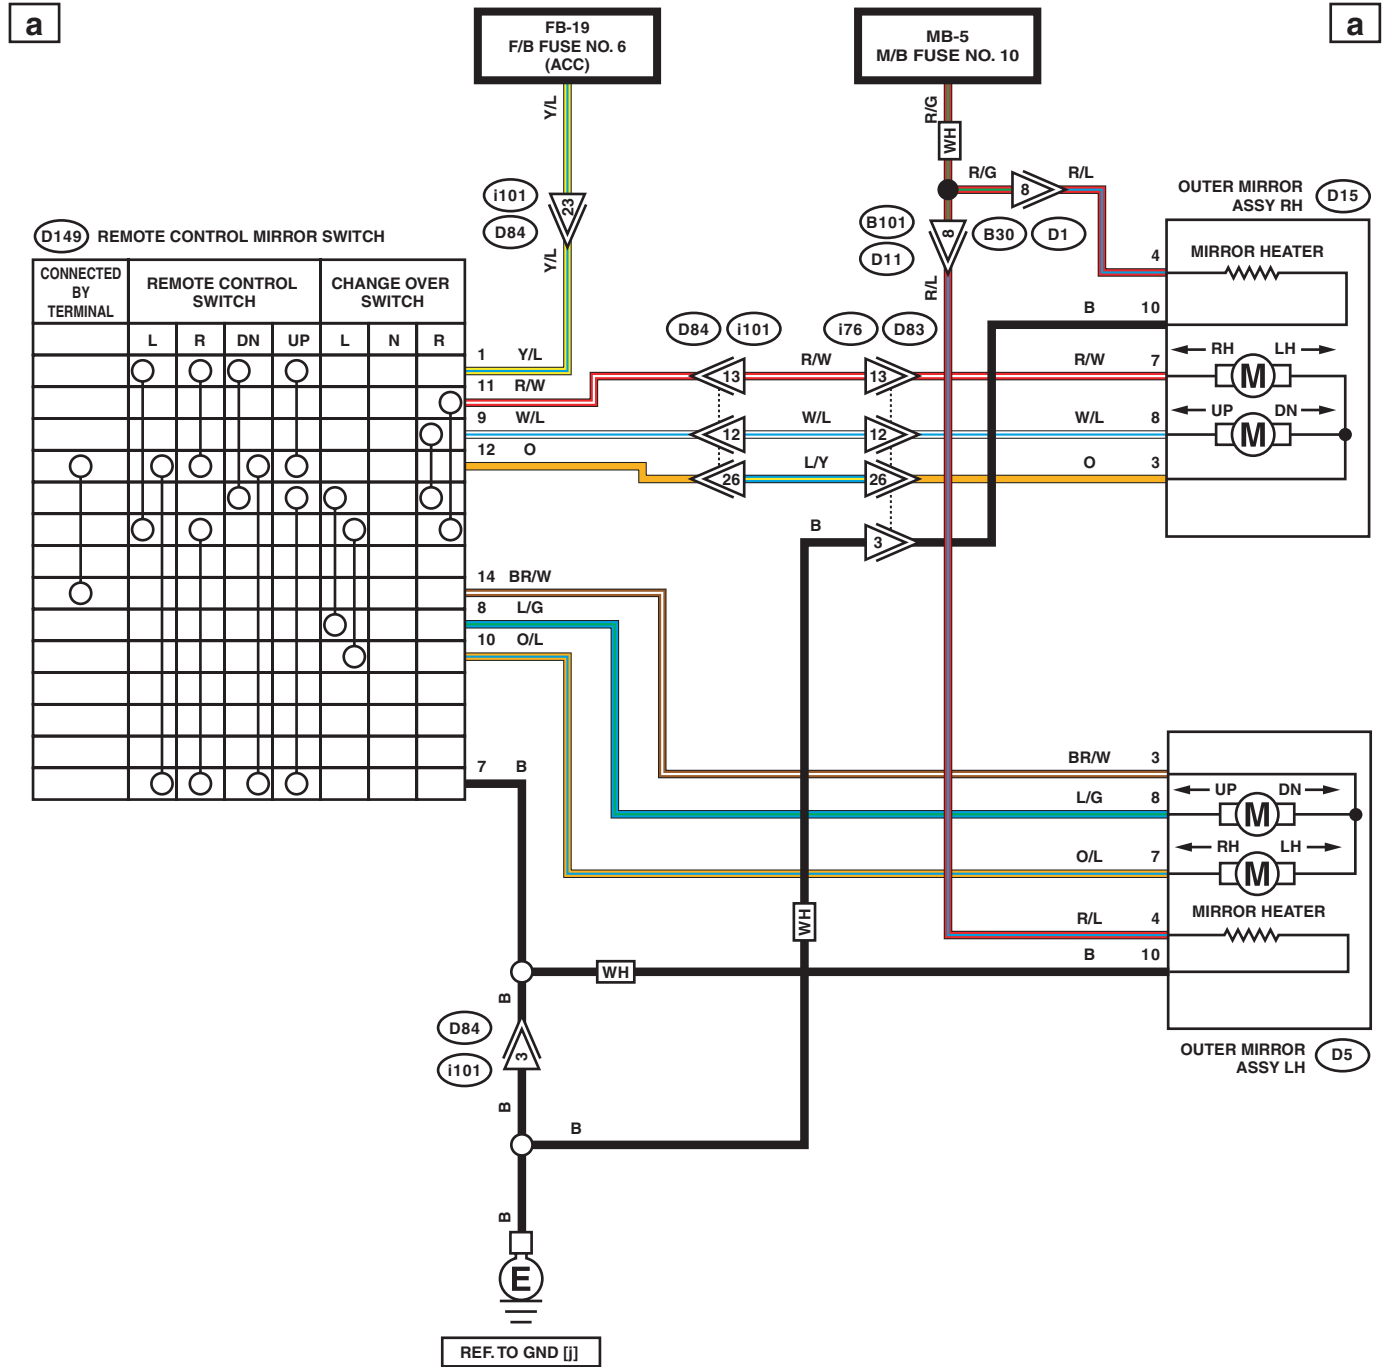 a
a
FB-19
F/B FUSE NO. 6
(ACC)
MB-5
M/B FUSE NO. 10
Y/L
R/G
WH
R/G
8
R/L
i101
D84
23
Y/L
B101
D11
8
R/L
B30
D1
OUTER MIRROR
ASSY RH
D15
D149
REMOTE CONTROL MIRROR SWITCH
CONNECTED
BY
TERMINAL
REMOTE CONTROL
SWITCH
CHANGE OVER
SWITCH
L
R
DN
UP
L
N
R
4
MIRROR HEATER
B
10
D84
i101
i76
D83
1
Y/L
11
R/W
13
R/W
13
R/W
7
RH
LH
M
9
W/L
12
W/L
12
W/L
8
UP
DN
M
12
O
26
L/Y
26
O
3
B
3
14
BR/W
8
L/G
10
O/L
7
B
BR/W
3
L/G
8
UP
DN
M
O/L
7
RH
LH
M
R/L
4
MIRROR HEATER
B
10
WH
WH
B
D84
i101
3
OUTER MIRROR
ASSY LH
D5
B
B
B
E
REF. TO GND [j]